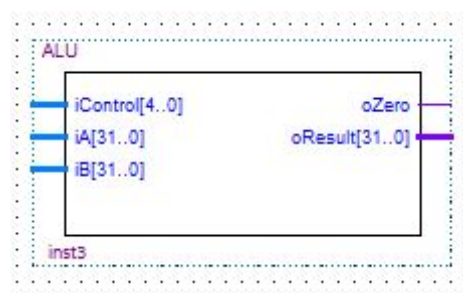 ALU
iControl[4..0] oZero
iA[31..0] oResult[31..0]
iB[31..0]
inst3